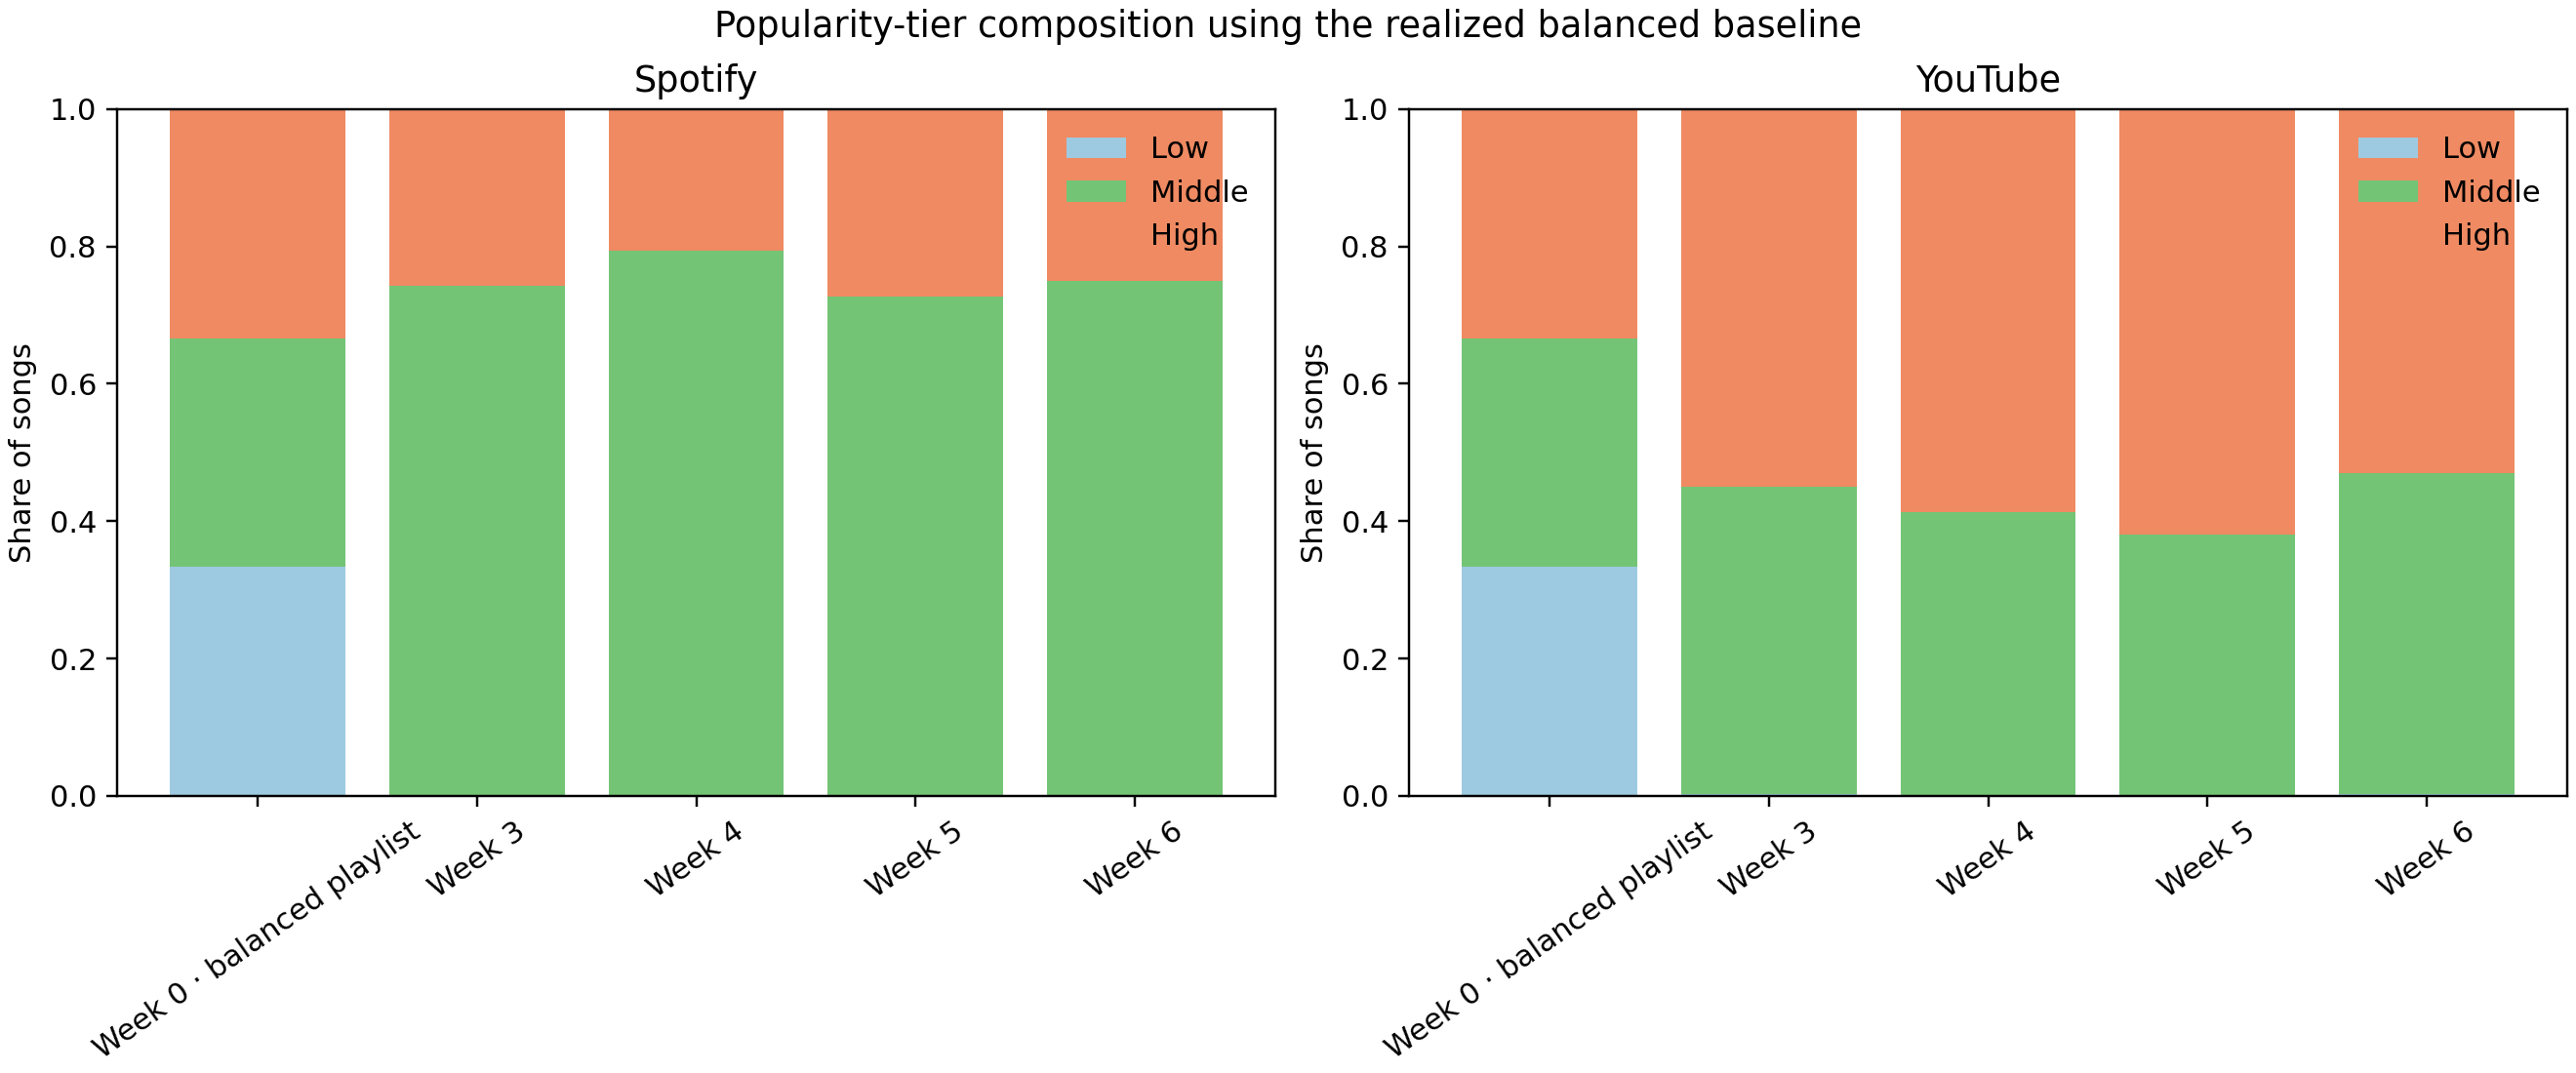 Popularity-tier composition using the realized balanced baseline
Spotify
Share of songs
1.0
0.8
0.6
0.4
0.2
0.0
Low
Middle
High
Week 0 · balanced playlist
Week 3
Week 4
Week 5
Week 6
YouTube
Share of songs
1.0
0.8
0.6
0.4
0.2
0.0
Low
Middle
High
Week 0 · balanced playlist
Week 3
Week 4
Week 5
Week 6